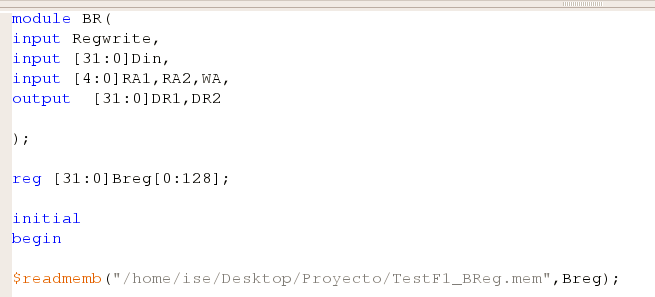 module BR(
input Regwrite,
input [31:0]Din,
input [4:0]RA1,RA2,WA,
output  [31:0]DR1,DR2
);
reg [31:0]Breg[0:128];
initial
begin
$readmemb("/home/ise/Desktop/Proyecto/TestF1_BReg.mem",Breg);